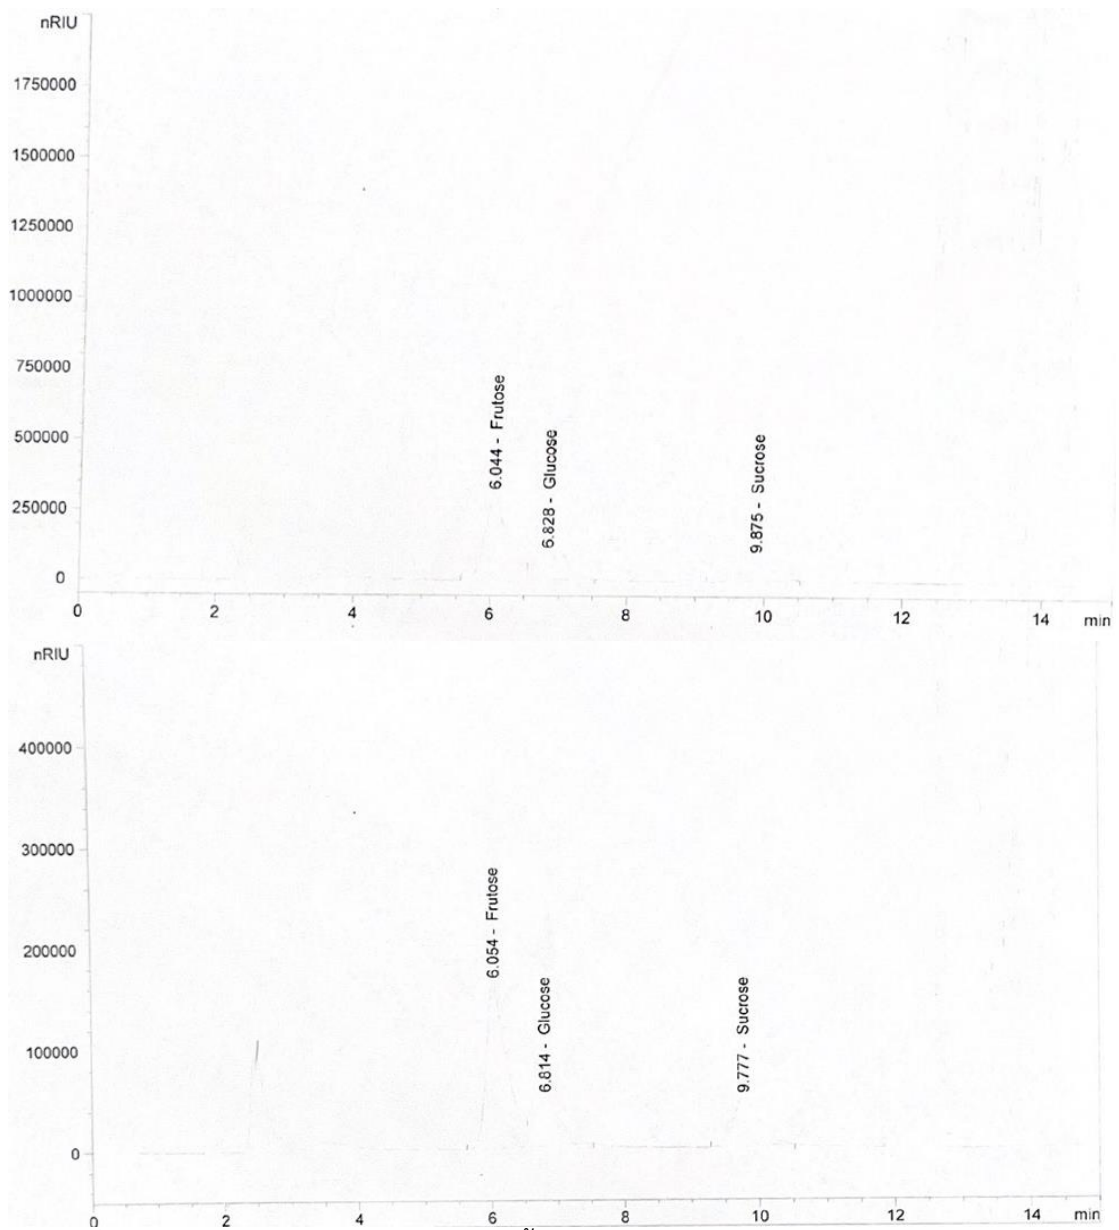 nRIU
1750000
1500000
1250000
1000000
750000
500000
250000
0
6.044 - Frutose
6.828 - Glucose
9.875 - Sucrose
0 2 4 6 8 10 12 14 min
nRIU
400000
300000
200000
100000
0
6.054 - Frutose
6.814 - Glucose
9.777 - Sucrose
0 2 4 6 8 10 12 14 min